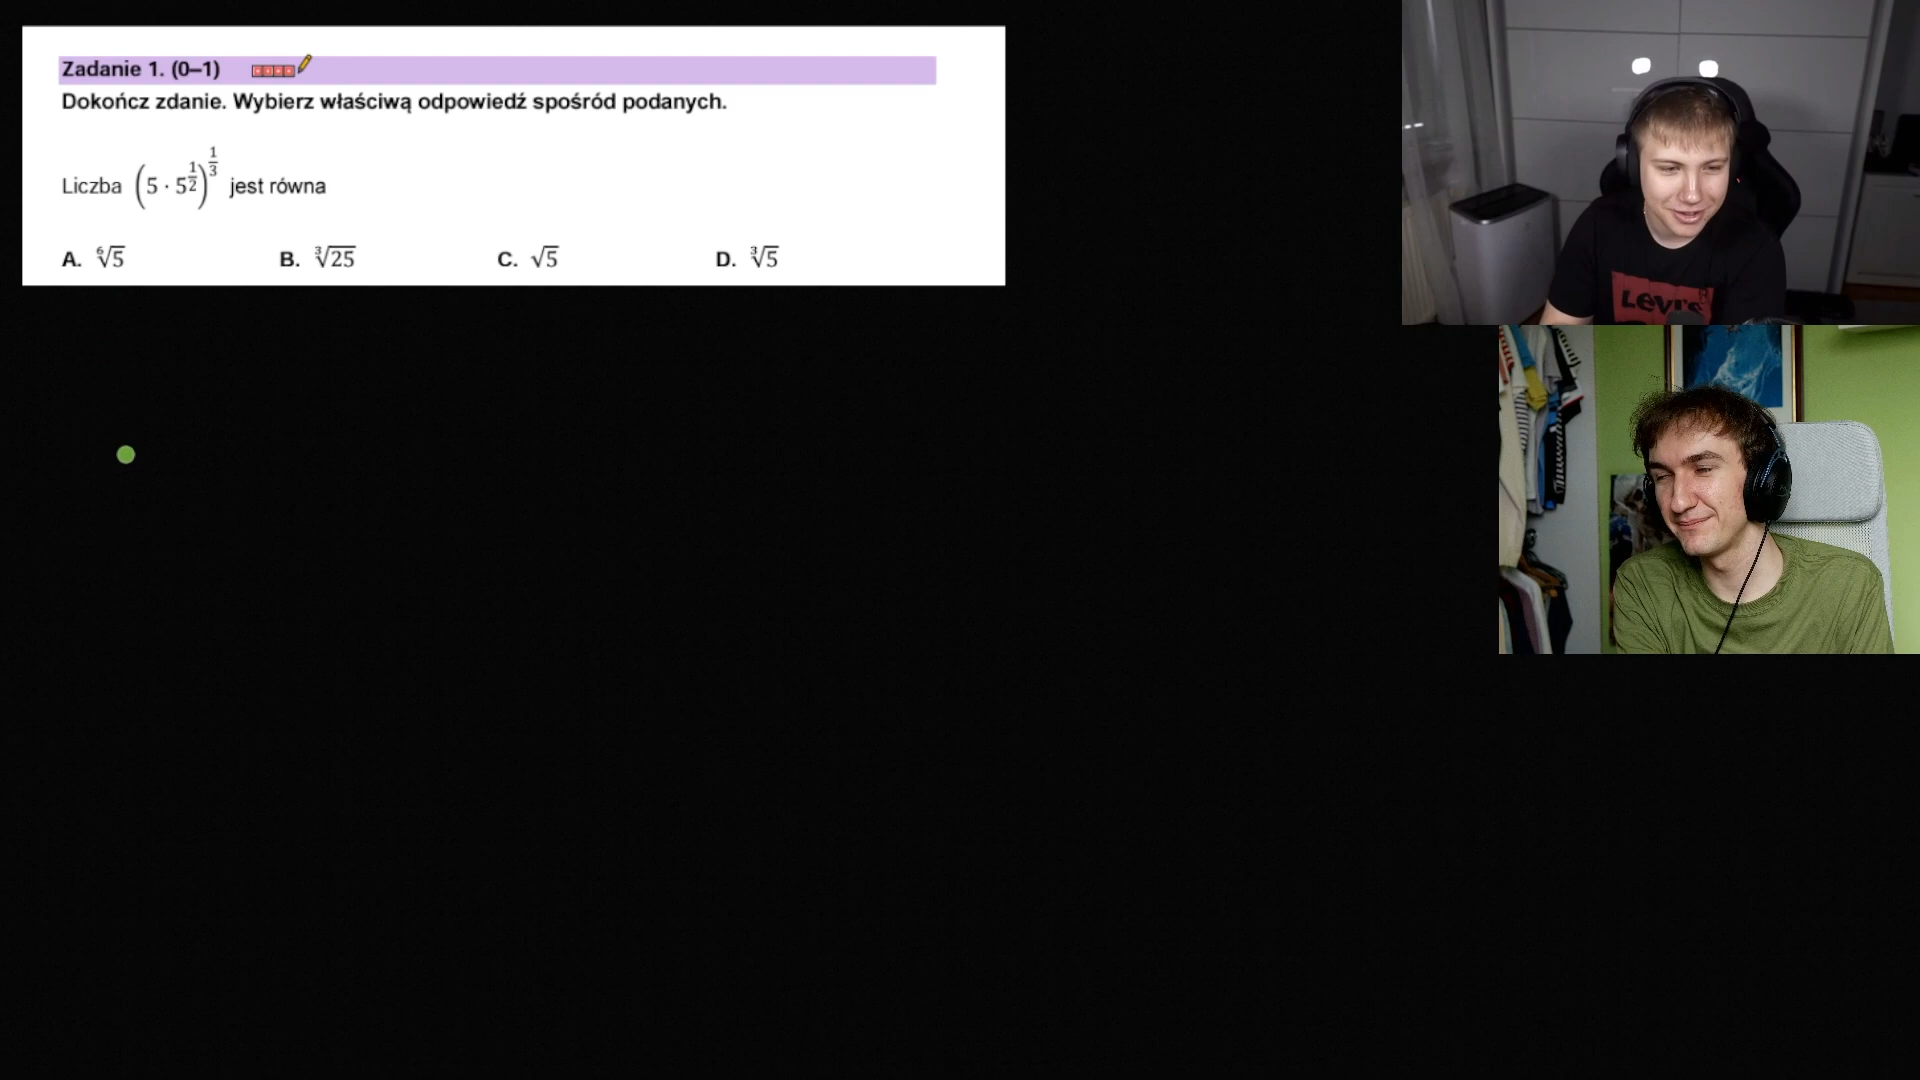 Zadanie 1. (0–1)
Dokończ zdanie. Wybierz właściwą odpowiedź spośród podanych.
Liczba (5 · 5^{1/2})^{1/3} jest równa
A. ⁶√5 B. ³√25 C. √5 D. ³√5
Levi's